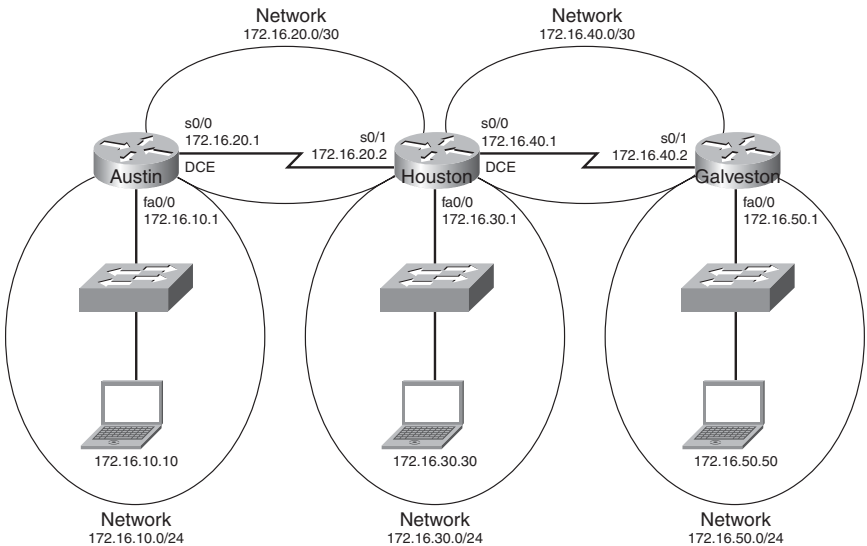 Network
172.16.20.0/30
Network
172.16.40.0/30
s0/0
172.16.20.1
s0/1
172.16.20.2
s0/0
172.16.40.1
s0/1
172.16.40.2
Austin
DCE
Houston
DCE
Galveston
fa0/0
172.16.10.1
fa0/0
172.16.30.1
fa0/0
172.16.50.1
172.16.10.10
172.16.30.30
172.16.50.50
Network
172.16.10.0/24
Network
172.16.30.0/24
Network
172.16.50.0/24